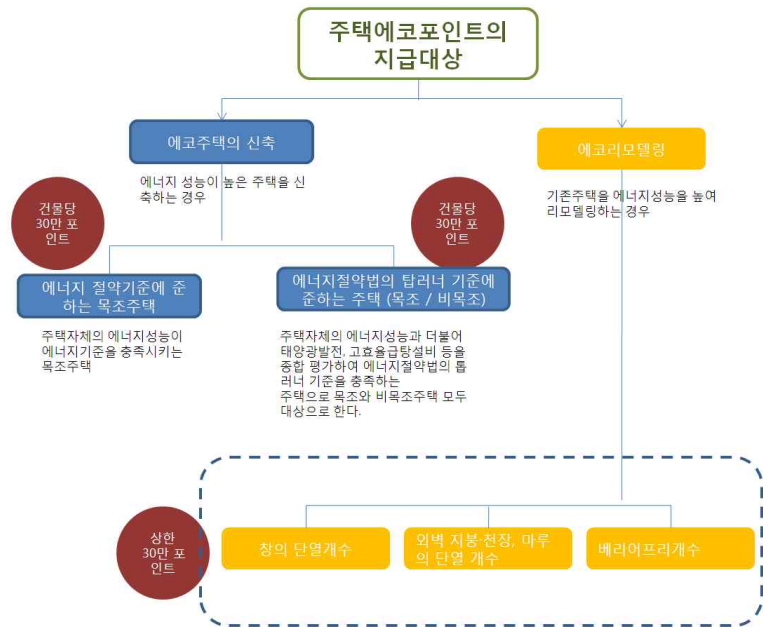 주택에코포인트의
지급대상
에코주택의 신축
에코리모델링
에너지 성능이 높은 주택을 신
축하는 경우
기존주택을 에너지성능을 높여
리모델링하는 경우
건물당
30만 포
인트
건물당
30만 포
인트
에너지 절약기준에 준
하는 목조주택
에너지절약법의 탑러너 기준에
준하는 주택 (목조 / 비목조)
주택자체의 에너지성능이
에너지기준을 충족시키는
목조주택
주택자체의 에너지성능과 더불어
태양광발전, 고효율급탕설비 등을
종합 평가하여 에너지절약법의 톱
러너 기준을 충족하는
주택으로 목조와 비목조주택 모두
대상으로 한다.
상한
30만 포
인트
창의 단열개수
외벽 지붕·천장, 마루
의 단열 개수
베리어프리개수